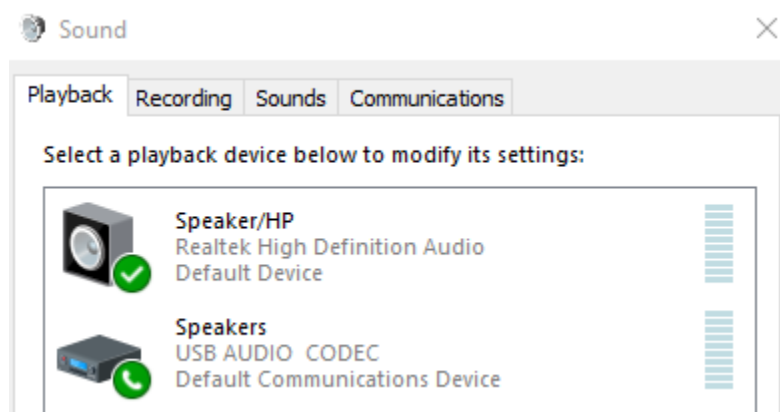 Sound
Playback Recording Sounds Communications
Select a playback device below to modify its settings:
Speaker/HP
Realtek High Definition Audio
Default Device
Speakers
USB AUDIO  CODEC
Default Communications Device